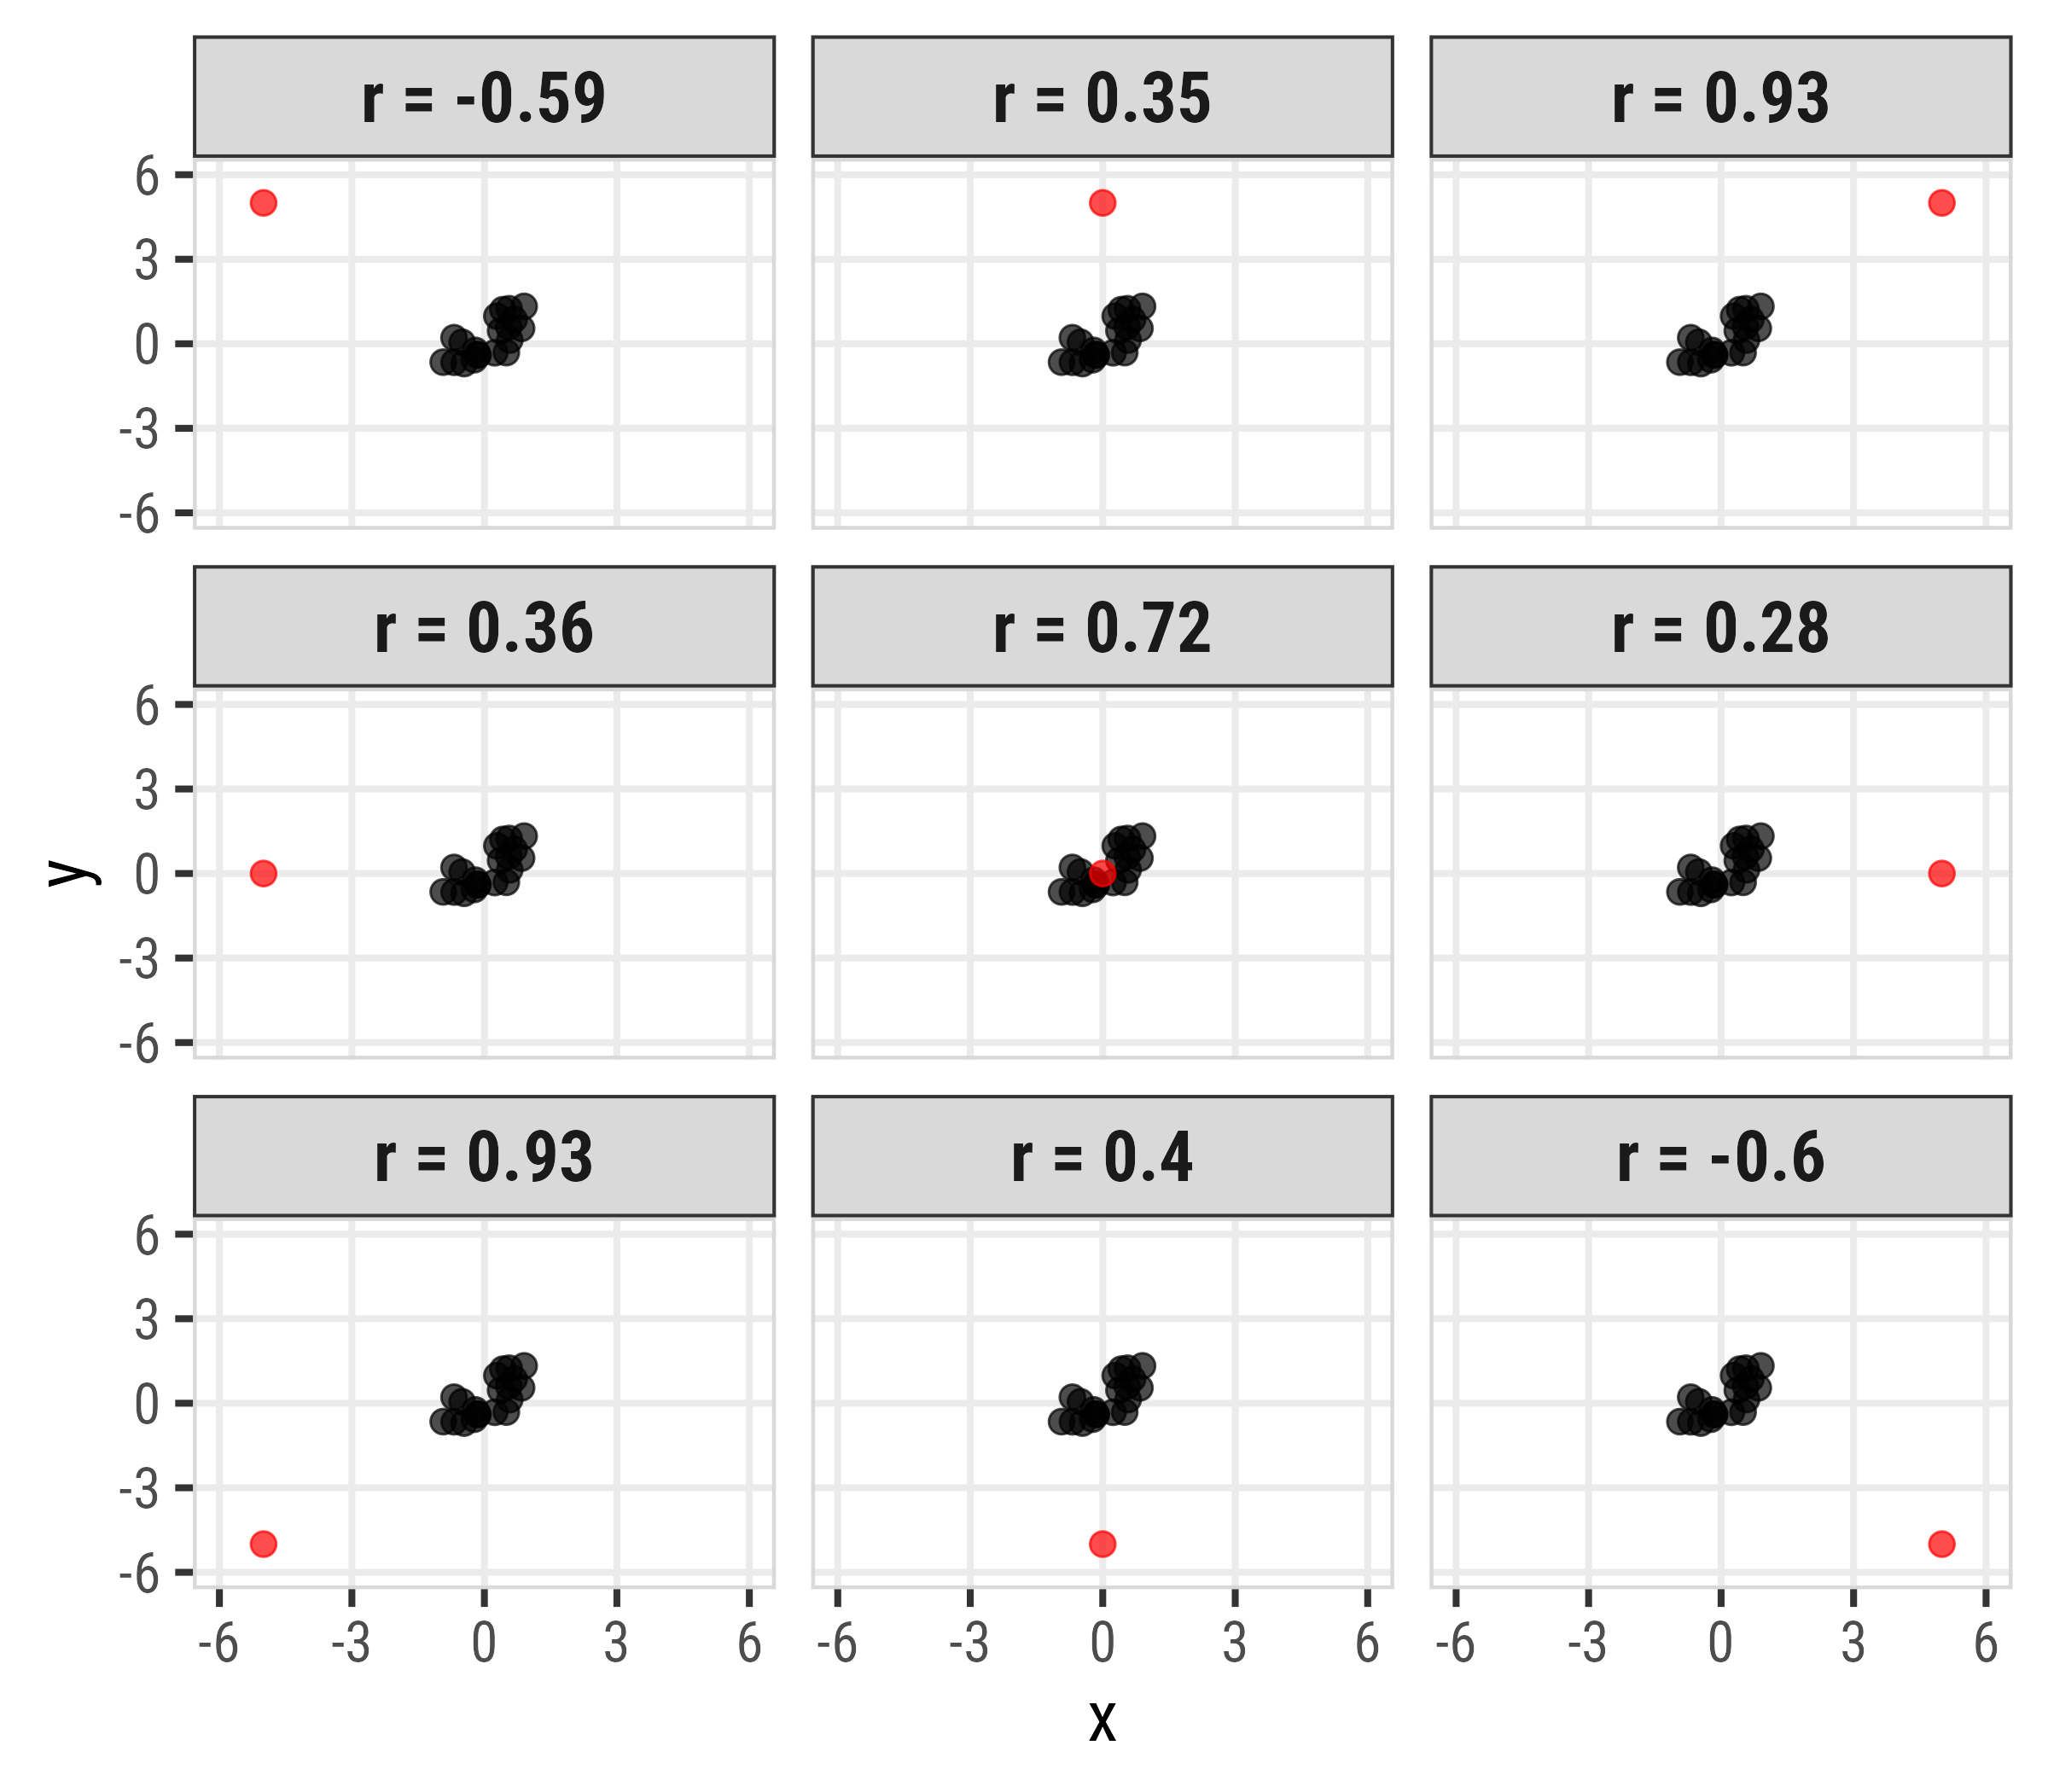 r = -0.59 r = 0.35 r = 0.93
6
3
0
-3
-6
r = 0.36 r = 0.72 r = 0.28
6
3
0
-3
-6
y
r = 0.93 r = 0.4 r = -0.6
6
3
0
-3
-6
-6 -3 0 3 6 -6 -3 0 3 6 -6 -3 0 3 6
x